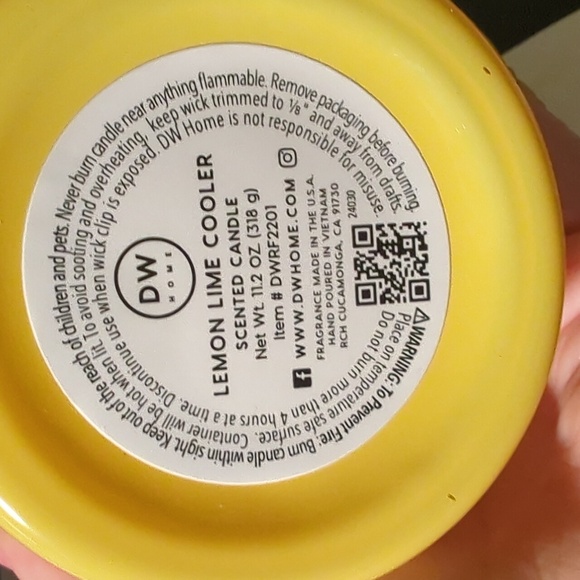 DW
HOME
LEMON LIME COOLER
SCENTED CANDLE
Net Wt. 11.2 OZ (318 g)
Item # DWRF2201
WWW.DWHOME.COM
FRAGRANCE MADE IN THE U.S.A.
HAND POURED IN VIETNAM
RCH CUCAMONGA, CA 91730
24030
⚠WARNING: To Prevent Fire: Burn candle within sight. Keep out of the reach of children and pets. Never burn candle near anything flammable. Remove packaging before burning.
Place on temperature safe surface. Container will be hot when lit. To avoid sooting and overheating, keep wick trimmed to ⅛" and away from drafts.
Do not burn more than 4 hours at a time. Discontinue use when wick clip is exposed. DW Home is not responsible for misuse.